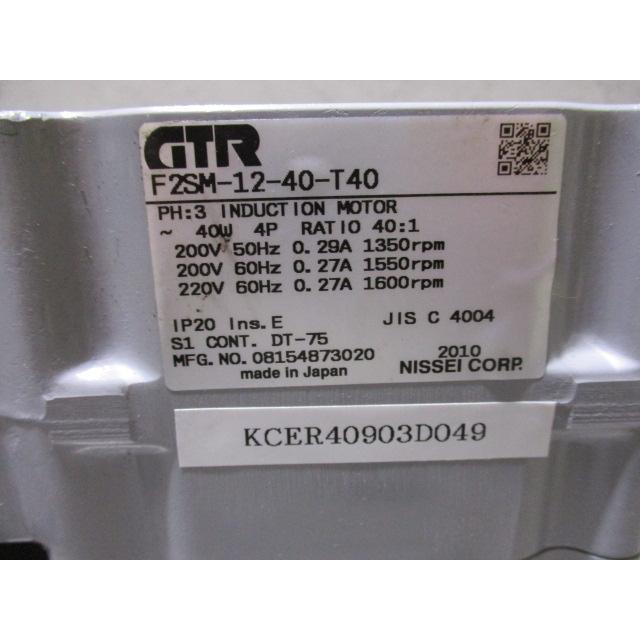 GTR
F2SM-12-40-T40
PH:3 INDUCTION MOTOR
~ 40W 4P RATIO 40:1
200V 50Hz 0.29A 1350rpm
200V 60Hz 0.27A 1550rpm
220V 60Hz 0.27A 1600rpm
IP20 Ins.E JIS C 4004
S1 CONT. DT-75
MFG.NO.08154873020 2010
made in Japan NISSEI CORP.
KCER40903D049